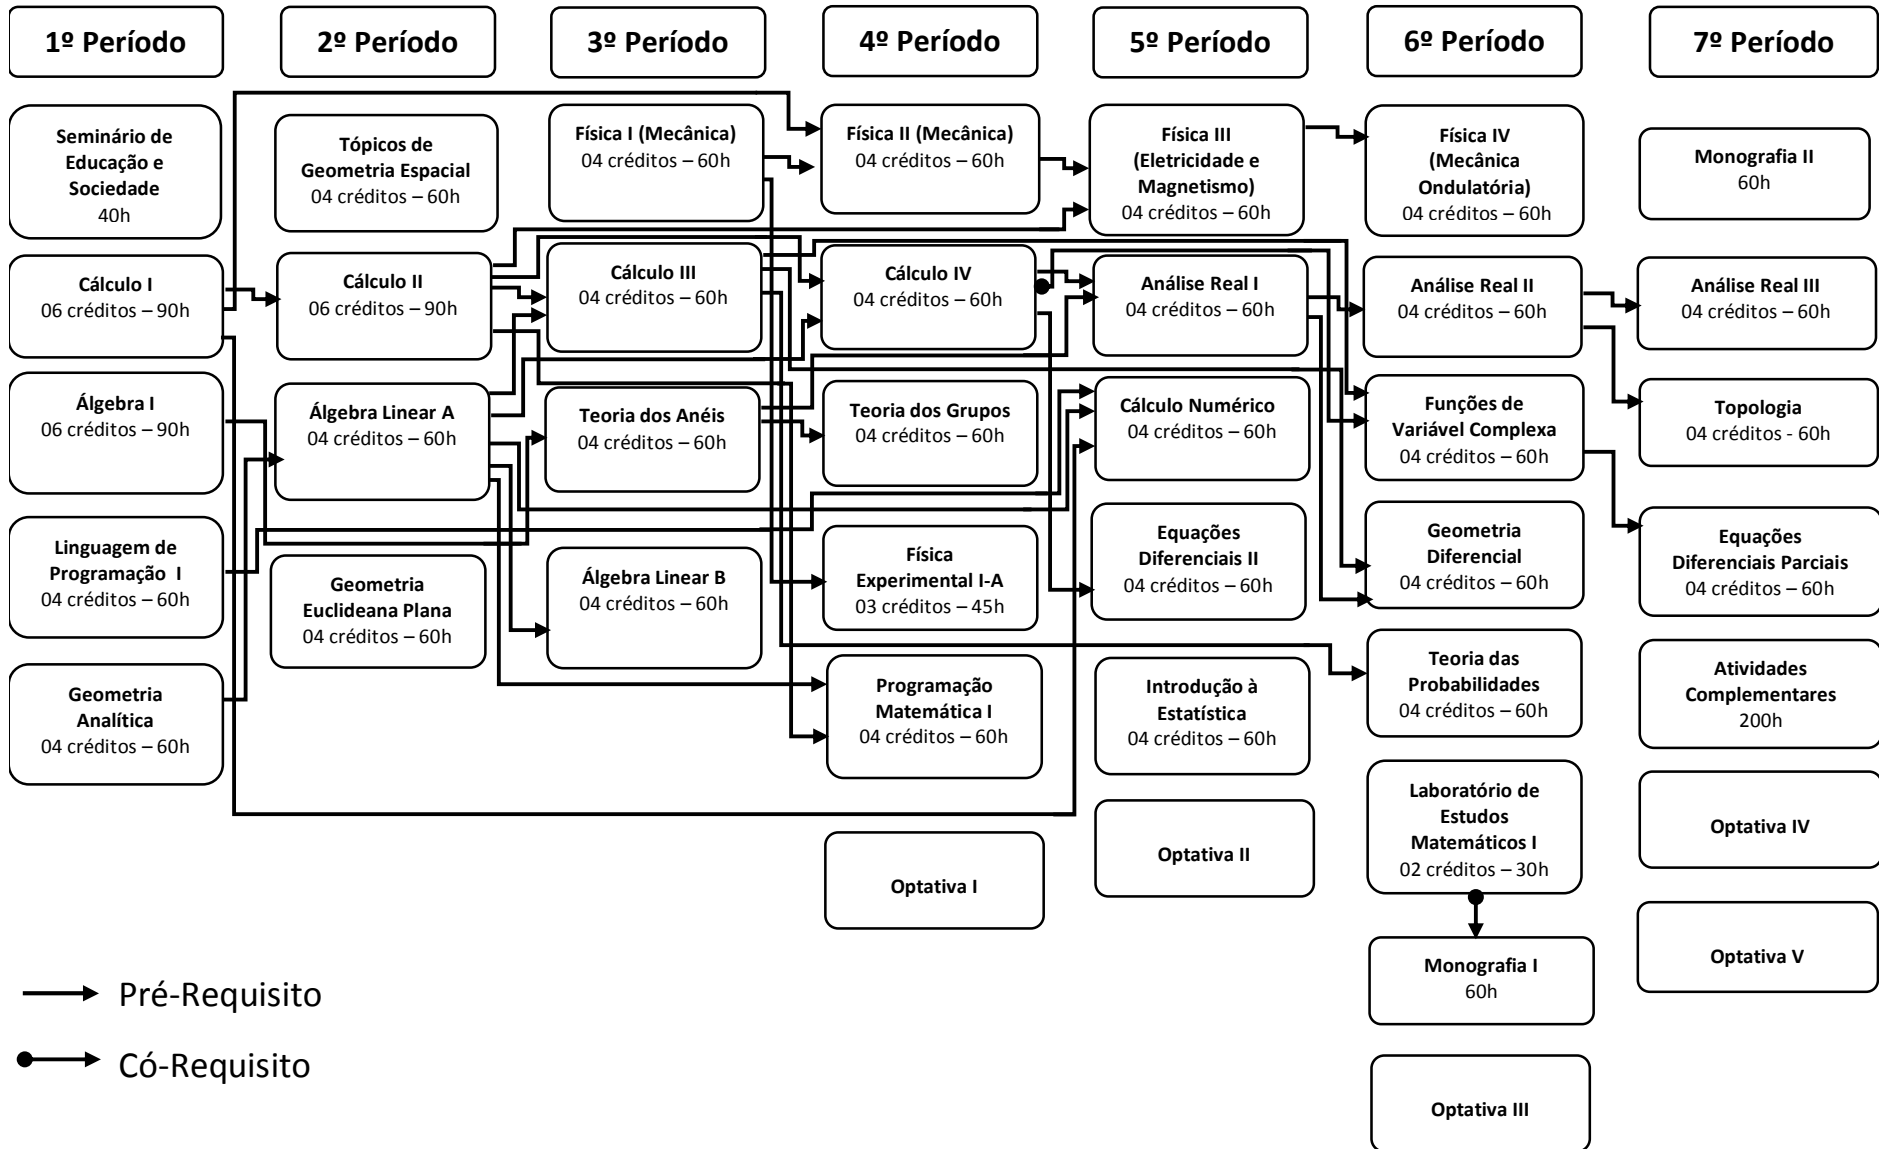 1º Período
2º Período
3º Período
4º Período
5º Período
6º Período
7º Período
Seminário de
Educação e
Sociedade
40h
Cálculo I
06 créditos – 90h
Álgebra I
06 créditos – 90h
Linguagem de
Programação I
04 créditos – 60h
Geometria
Analítica
04 créditos – 60h
Tópicos de
Geometria Espacial
04 créditos – 60h
Cálculo II
06 créditos – 90h
Álgebra Linear A
04 créditos – 60h
Geometria
Euclideana Plana
04 créditos – 60h
Física I (Mecânica)
04 créditos – 60h
Cálculo III
04 créditos – 60h
Teoria dos Anéis
04 créditos – 60h
Álgebra Linear B
04 créditos – 60h
Física II (Mecânica)
04 créditos – 60h
Cálculo IV
04 créditos – 60h
Teoria dos Grupos
04 créditos – 60h
Física
Experimental I-A
03 créditos – 45h
Programação
Matemática I
04 créditos – 60h
Optativa I
Física III
(Eletricidade e
Magnetismo)
04 créditos – 60h
Análise Real I
04 créditos – 60h
Cálculo Numérico
04 créditos – 60h
Equações
Diferenciais II
04 créditos – 60h
Introdução à
Estatística
04 créditos – 60h
Optativa II
Física IV
(Mecânica
Ondulatória)
04 créditos – 60h
Análise Real II
04 créditos – 60h
Funções de
Variável Complexa
04 créditos – 60h
Geometria
Diferencial
04 créditos – 60h
Teoria das
Probabilidades
04 créditos – 60h
Laboratório de
Estudos
Matemáticos I
02 créditos – 30h
Monografia I
60h
Optativa III
Monografia II
60h
Análise Real III
04 créditos – 60h
Topologia
04 créditos - 60h
Equações
Diferenciais Parciais
04 créditos – 60h
Atividades
Complementares
200h
Optativa IV
Optativa V
Pré-Requisito
Có-Requisito